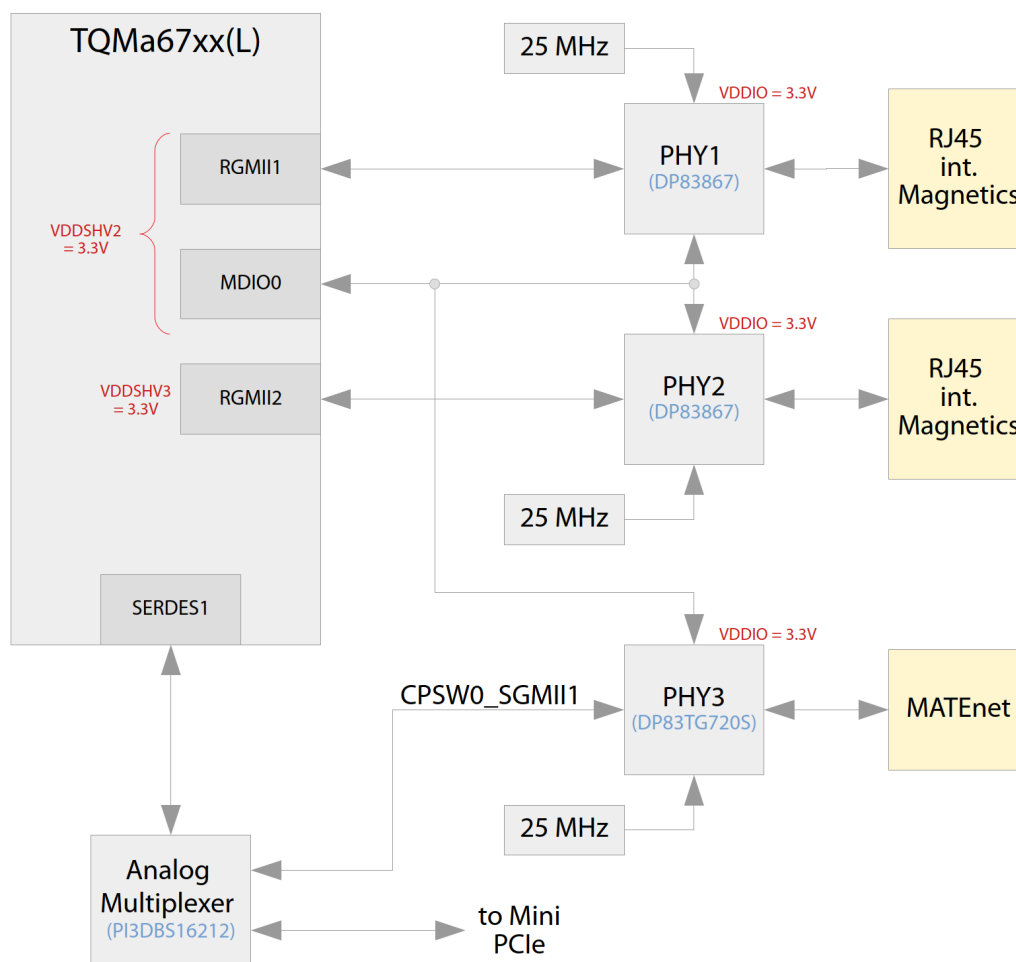 TQMa67xx(L)
25 MHz
VDDIO = 3.3V
RGMII1
PHY1
(DP83867)
RJ45
int.
Magnetics
VDDSHV2
= 3.3V
MDIO0
VDDIO = 3.3V
VDDSHV3
= 3.3V
RGMII2
PHY2
(DP83867)
RJ45
int.
Magnetics
25 MHz
SERDES1
VDDIO = 3.3V
CPSW0_SGMII1
PHY3
(DP83TG720S)
MATEnet
25 MHz
Analog
Multiplexer
(PI3DBS16212)
to Mini
PCIe